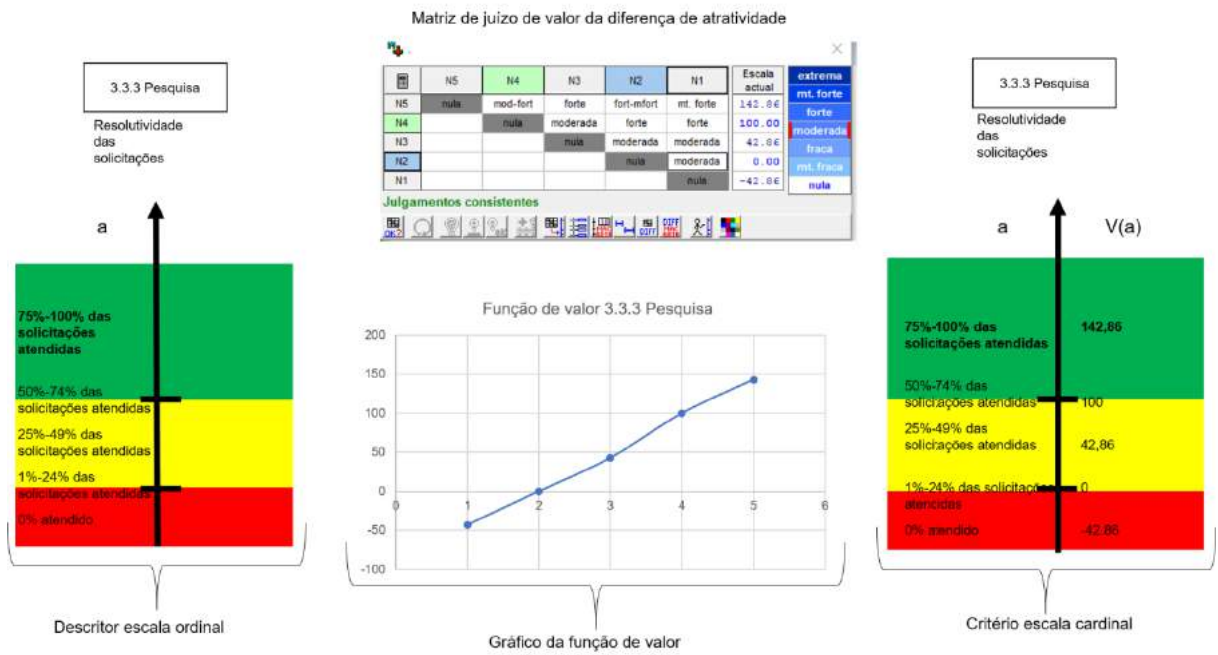 Matriz de juízo de valor da diferença de atratividade
3.3.3 Pesquisa
Resolutividade
das
solicitações
a
75%-100% das
solicitações
atendidas
50%-74% das
solicitações atendidas
25%-49% das
solicitações atendidas
1%-24% das
solicitações atendidas
0% atendido
Descritor escala ordinal
N5 N4 N3 N2 N1 Escala actual
N5 nula mod-fort forte fort-mfort mt. forte 142.86
N4 nula moderada forte forte 100.00
N3 nula moderada moderada 42.86
N2 nula moderada 0.00
N1 nula -42.86
extrema
mt. forte
forte
moderada
fraca
mt. fraca
nula
Julgamentos consistentes
OK?
DIFF
DIFF
Função de valor 3.3.3 Pesquisa
200
150
100
50
0
-50
-100
0 1 2 3 4 5 6
Gráfico da função de valor
3.3.3 Pesquisa
Resolutividade
das
solicitações
a V(a)
75%-100% das
solicitações atendidas 142,86
50%-74% das
solicitações atendidas 100
25%-49% das
solicitações atendidas 42,86
1%-24% das solicitações 0
atendidas
0% atendido -42,86
Critério escala cardinal